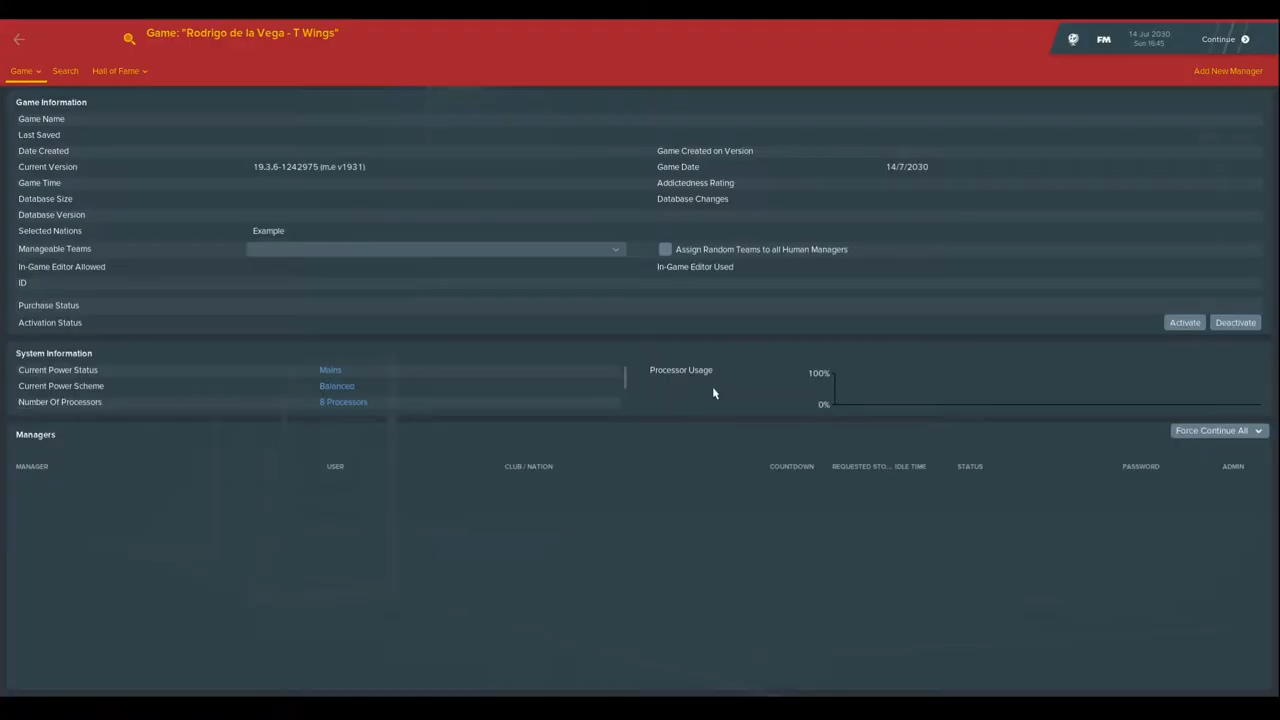 Game: "Rodrigo de la Vega - T Wings"
FM
14 Jul 2030
Sun 16:45
Continue
Game
Search
Hall of Fame
Add New Manager
Game Information
Game Name
Last Saved
Date Created
Game Created on Version
Current Version 19.3.6-1242975 (m.e v1931)
Game Date 14/7/2030
Game Time
Addictedness Rating
Database Size
Database Changes
Database Version
Selected Nations Example
Manageable Teams
Assign Random Teams to all Human Managers
In-Game Editor Allowed
In-Game Editor Used
ID
Purchase Status
Activation Status
Activate Deactivate
System Information
Current Power Status Mains
Processor Usage
100%
Current Power Scheme Balanced
Number Of Processors 8 Processors
0%
Managers
Force Continue All
MANAGER USER CLUB / NATION COUNTDOWN REQUESTED STO... IDLE TIME STATUS PASSWORD ADMIN